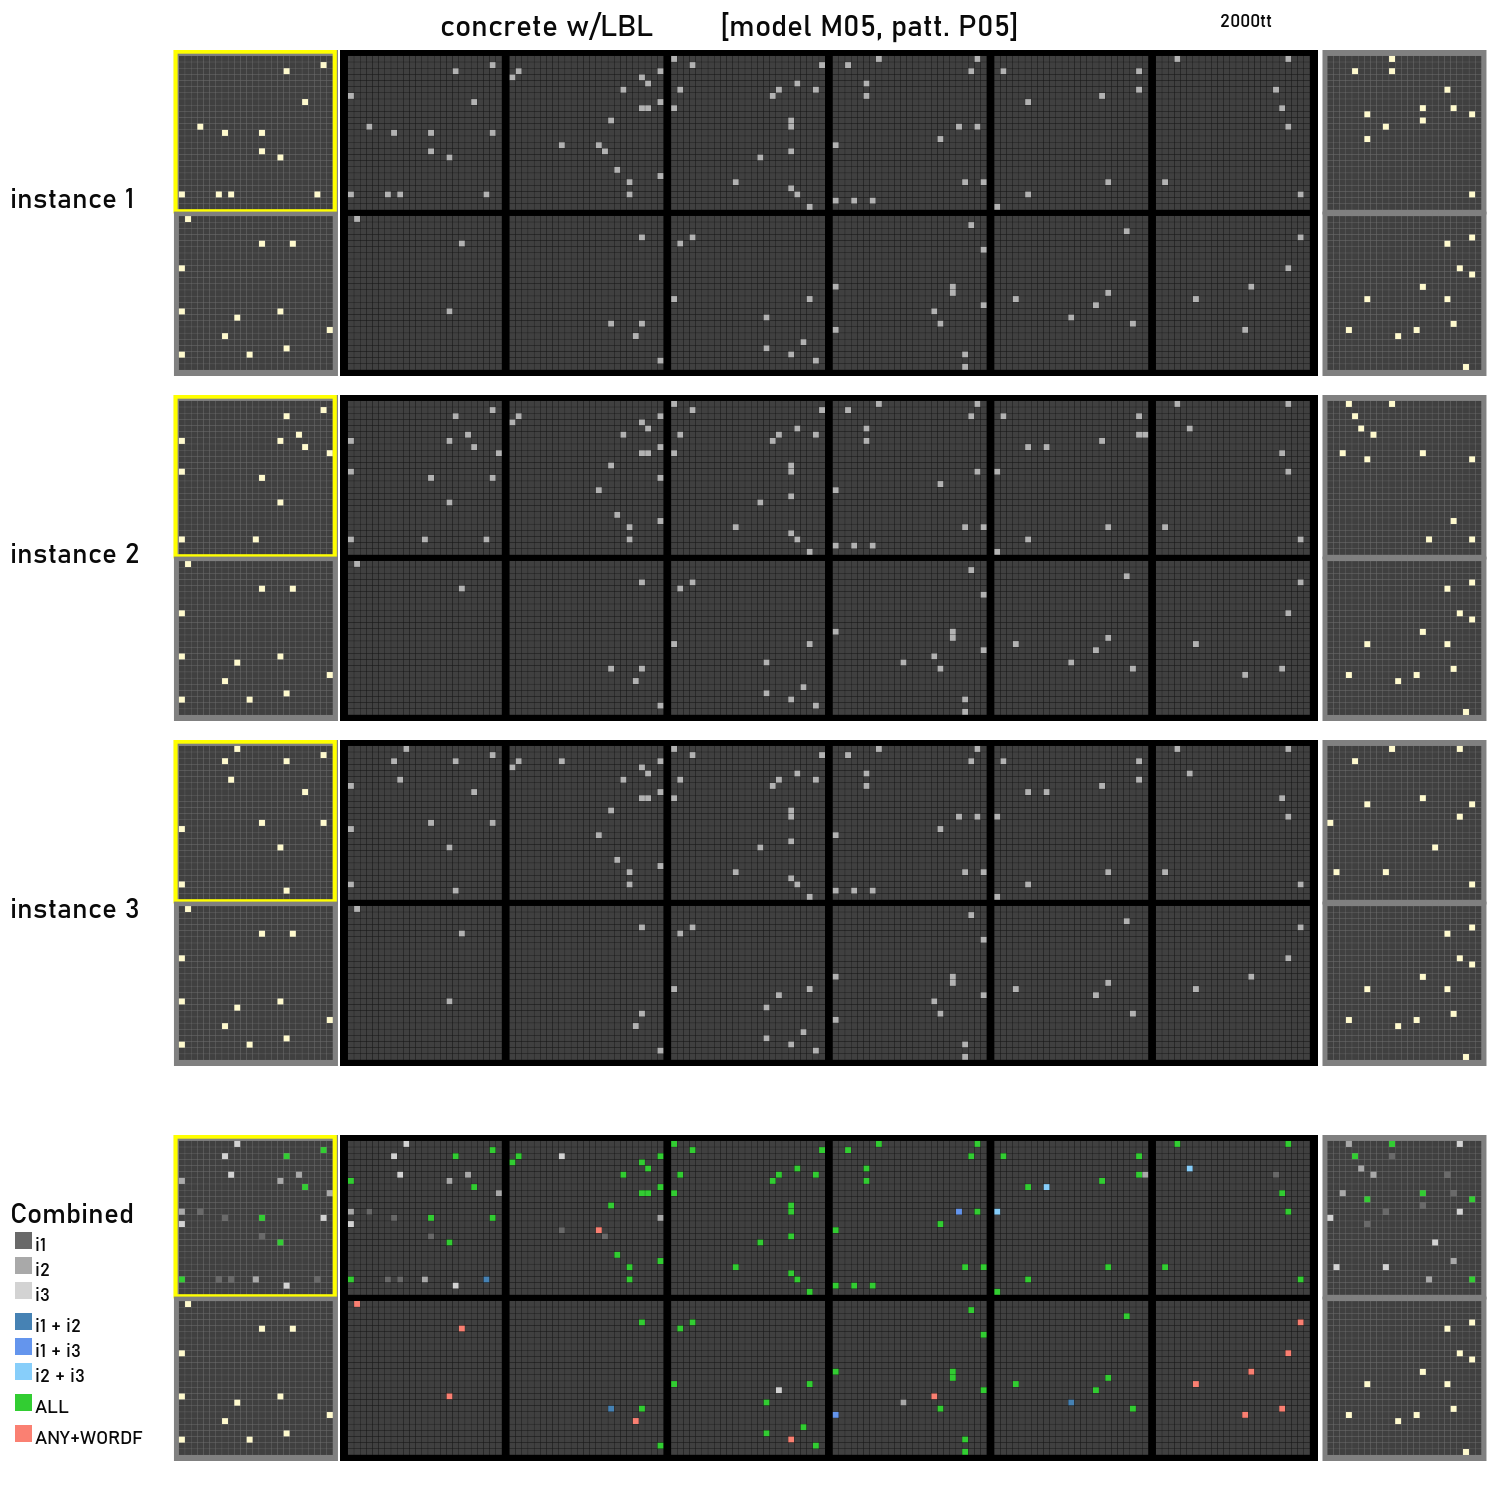 concrete w/LBL [model M05, patt. P05] 2000tt
instance 1
instance 2
instance 3
Combined
i1
i2
i3
i1 + i2
i1 + i3
i2 + i3
ALL
ANY+WORDF